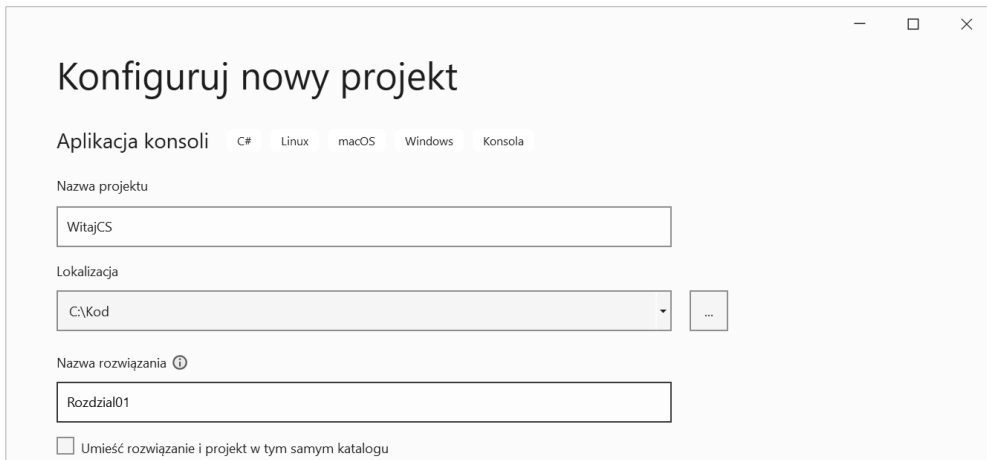 Konfiguruj nowy projekt
Aplikacja konsoli C# Linux macOS Windows Konsola
Nazwa projektu
WitajCS
Lokalizacja
C:\Kod
...
Nazwa rozwiązania
Rozdzial01
Umieść rozwiązanie i projekt w tym samym katalogu